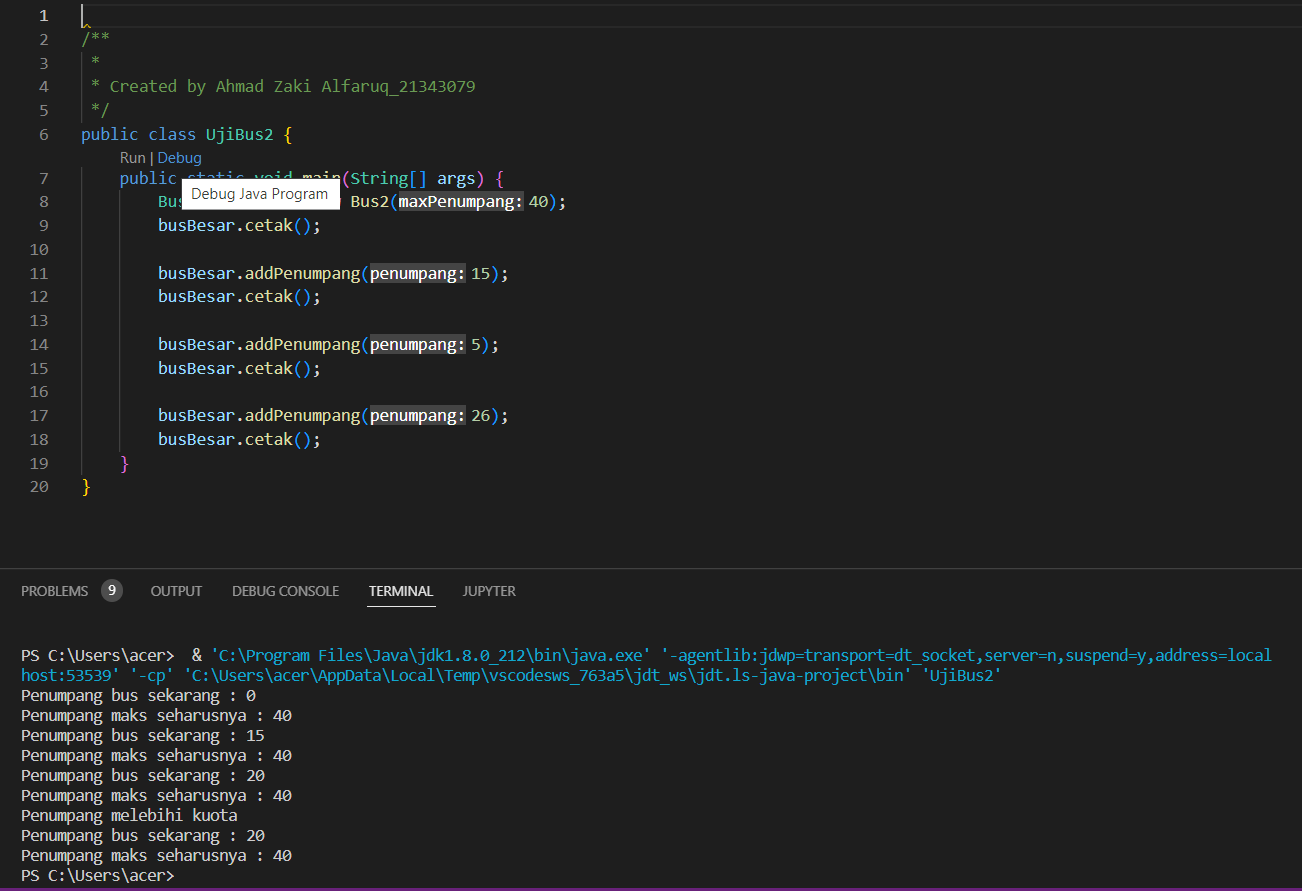 1
2 /**
3 *
4 * Created by Ahmad Zaki Alfaruq_21343079
5 */
6 public class UjiBus2 {
Run | Debug
7 public static void main(String[] args) {
Debug Java Program
8 Bus2(maxPenumpang: 40);
9 busBesar.cetak();
10
11 busBesar.addPenumpang(penumpang: 15);
12 busBesar.cetak();
13
14 busBesar.addPenumpang(penumpang: 5);
15 busBesar.cetak();
16
17 busBesar.addPenumpang(penumpang: 26);
18 busBesar.cetak();
19 }
20 }
PROBLEMS 9 OUTPUT DEBUG CONSOLE TERMINAL JUPYTER
PS C:\Users\acer> & 'C:\Program Files\Java\jdk1.8.0_212\bin\java.exe' '-agentlib:jdwp=transport=dt_socket,server=n,suspend=y,address=local
host:53539' '-cp' 'C:\Users\acer\AppData\Local\Temp\vscodesws_763a5\jdt_ws\jdt.ls-java-project\bin' 'UjiBus2'
Penumpang bus sekarang : 0
Penumpang maks seharusnya : 40
Penumpang bus sekarang : 15
Penumpang maks seharusnya : 40
Penumpang bus sekarang : 20
Penumpang maks seharusnya : 40
Penumpang melebihi kuota
Penumpang bus sekarang : 20
Penumpang maks seharusnya : 40
PS C:\Users\acer>